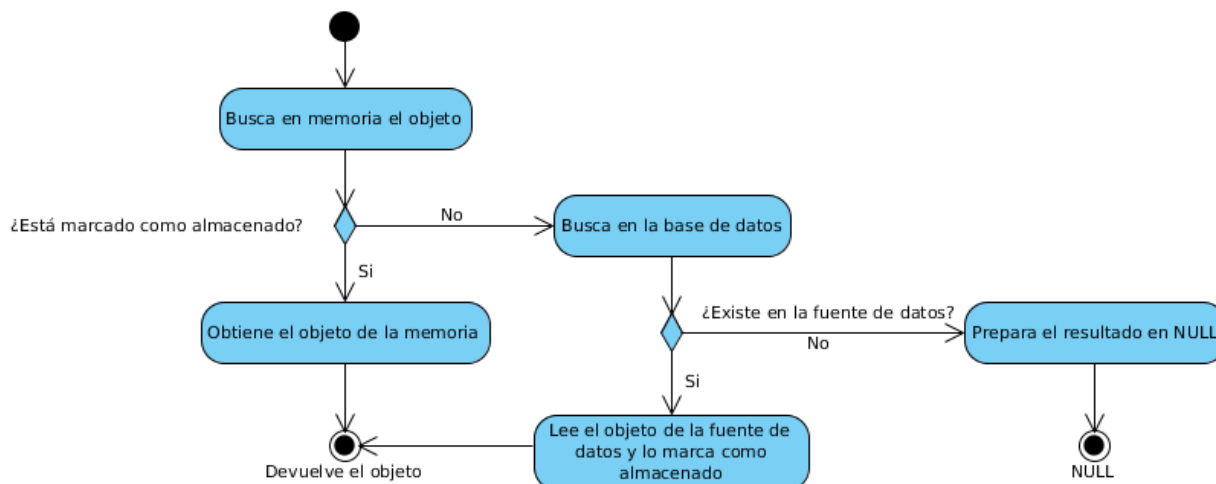 Busca en memoria el objeto
¿Está marcado como almacenado?
No
Busca en la base de datos
Si
¿Existe en la fuente de datos?
No
Obtiene el objeto de la memoria
Prepara el resultado en NULL
Si
Lee el objeto de la fuente de
datos y lo marca como
almacenado
Devuelve el objeto
NULL